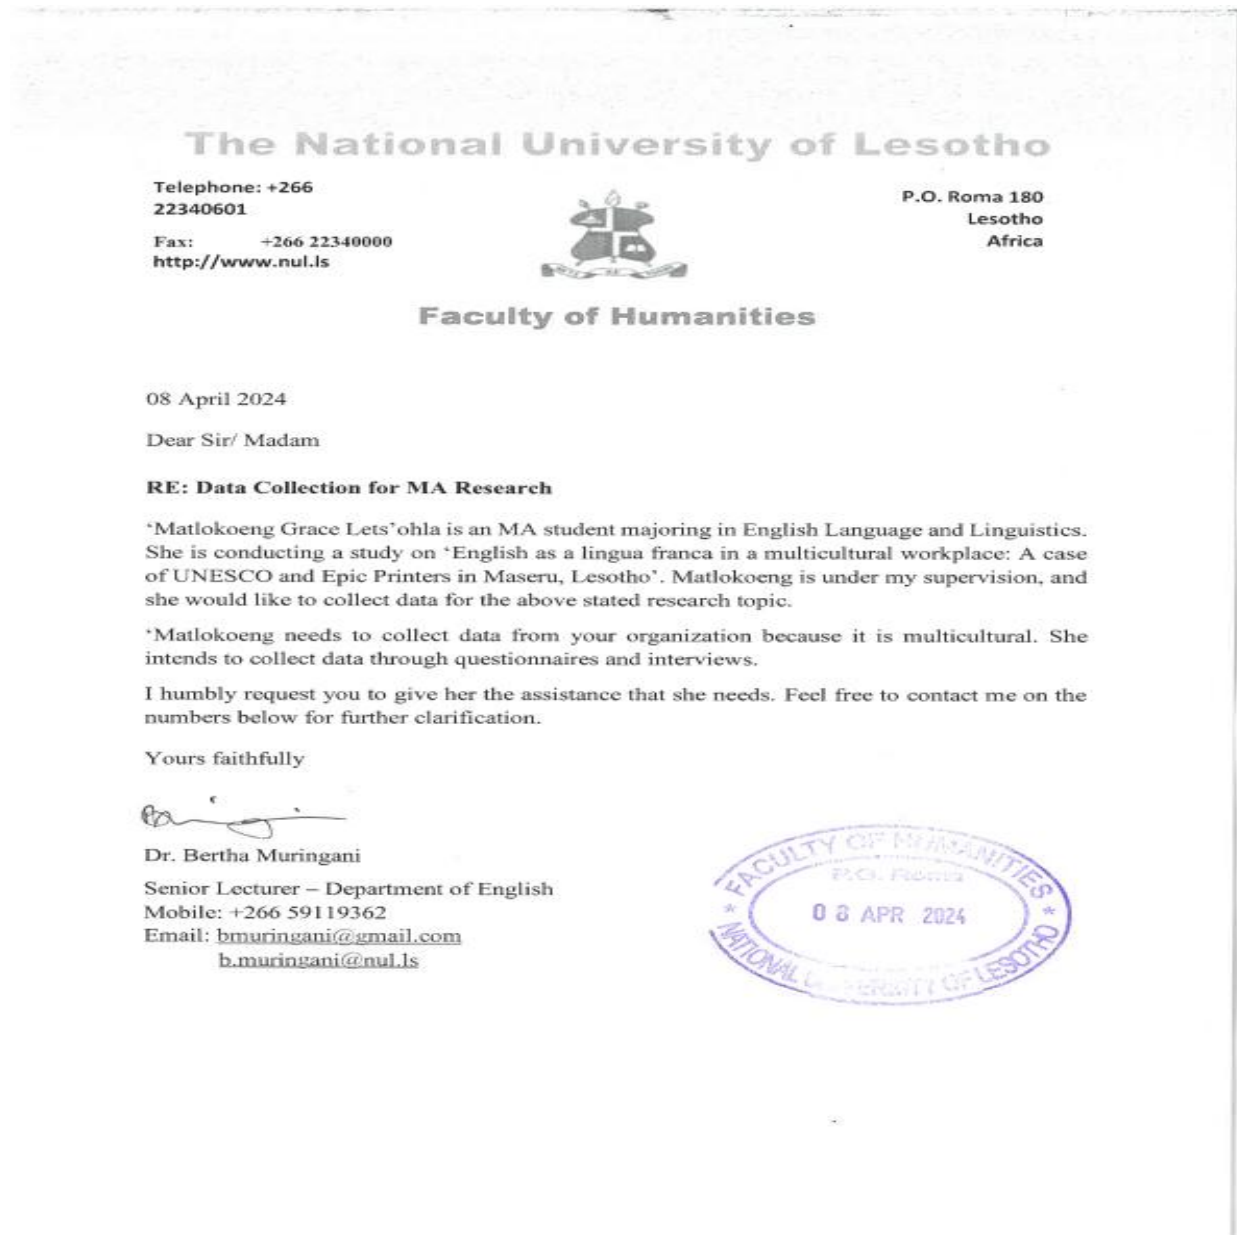 The National University of Lesotho
Telephone: +266
22340601
Fax: +266 22340000
http://www.nul.ls
P.O. Roma 180
Lesotho
Africa
Faculty of Humanities
08 April 2024
Dear Sir/ Madam
RE: Data Collection for MA Research
‘Matlokoeng Grace Lets’ohla is an MA student majoring in English Language and Linguistics.
She is conducting a study on ‘English as a lingua franca in a multicultural workplace: A case
of UNESCO and Epic Printers in Maseru, Lesotho’. Matlokoeng is under my supervision, and
she would like to collect data for the above stated research topic.
‘Matlokoeng needs to collect data from your organization because it is multicultural. She
intends to collect data through questionnaires and interviews.
I humbly request you to give her the assistance that she needs. Feel free to contact me on the
numbers below for further clarification.
Yours faithfully
Dr. Bertha Muringani
Senior Lecturer – Department of English
Mobile: +266 59119362
Email: bmuringani@gmail.com
b.muringani@nul.ls
FACULTY OF HUMANITIES
P.O. Roma
08 APR 2024
NATIONAL UNIVERSITY OF LESOTHO